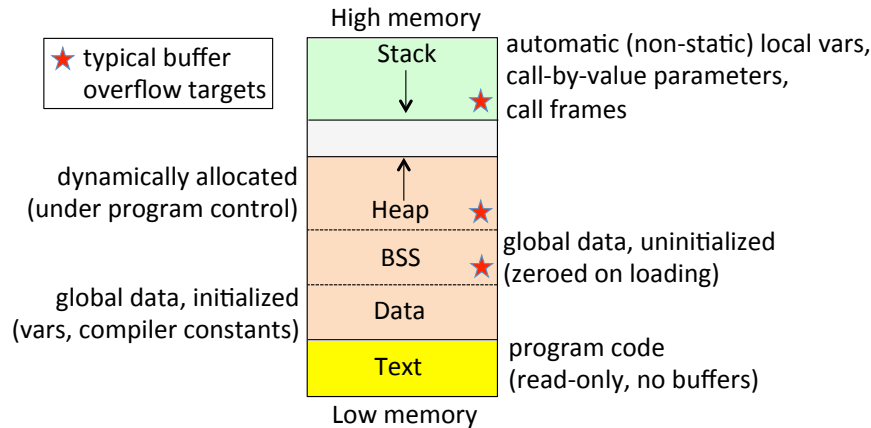 High memory
typical buffer
overflow targets
Stack
automatic (non-static) local vars,
call-by-value parameters,
call frames
dynamically allocated
(under program control)
Heap
BSS
global data, uninitialized
(zeroed on loading)
global data, initialized
(vars, compiler constants)
Data
Text
program code
(read-only, no buffers)
Low memory